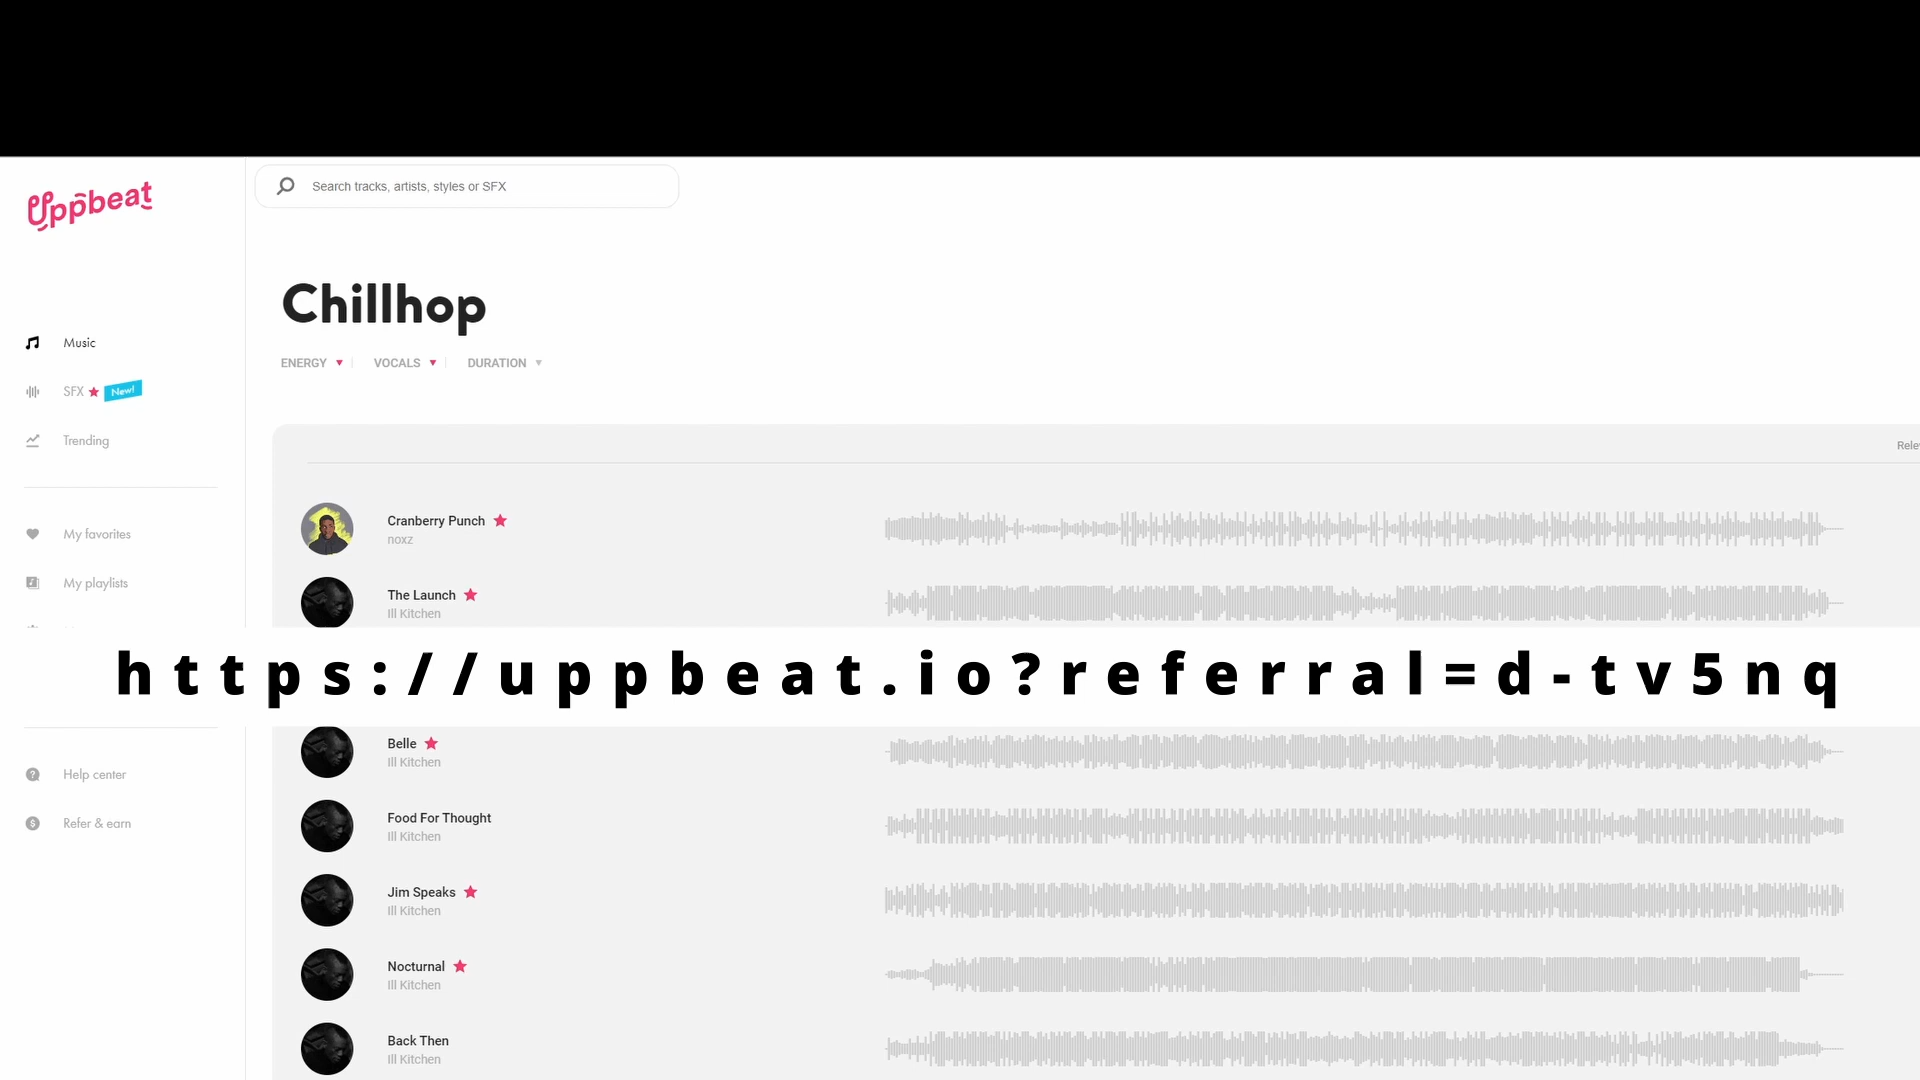 Uppbeat
Search tracks, artists, styles or SFX
Chillhop
Music
ENERGY VOCALS DURATION
SFX New!
Trending
Cranberry Punch
noxz
My favorites
My playlists
The Launch
Ill Kitchen
https://uppbeat.io?referral=d-tv5nq
Belle
Ill Kitchen
Help center
Refer & earn
Food For Thought
Ill Kitchen
Jim Speaks
Ill Kitchen
Nocturnal
Ill Kitchen
Back Then
Ill Kitchen